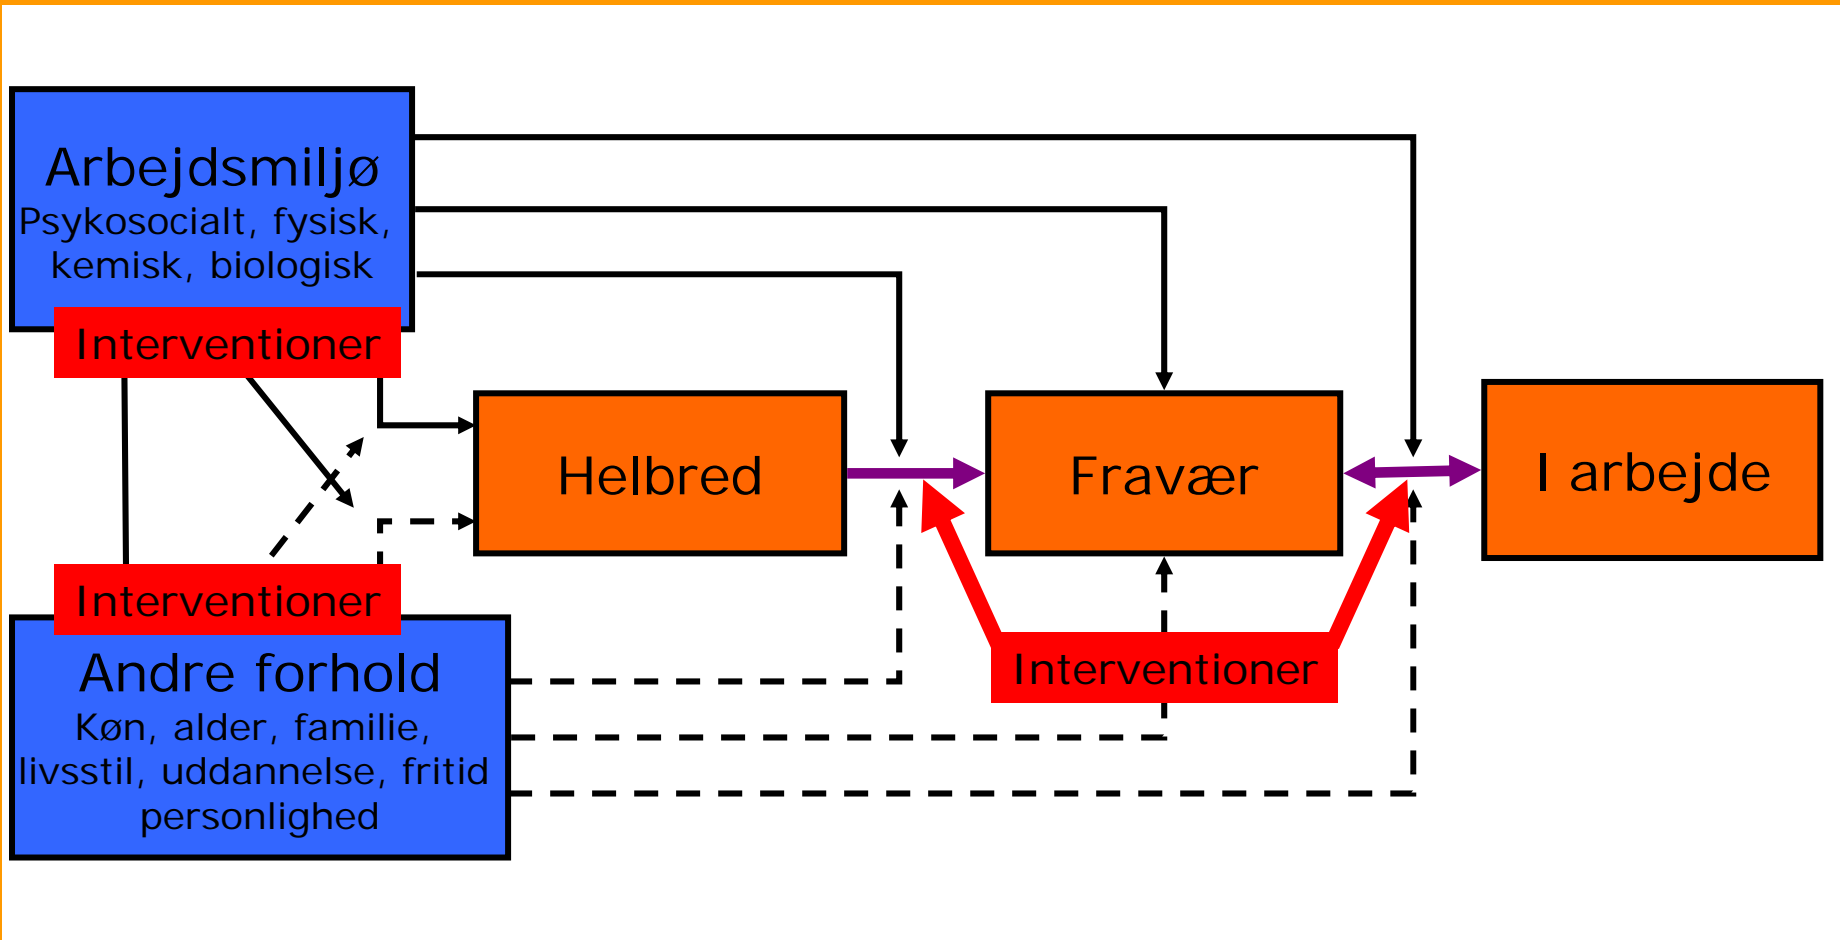 Arbejdsmiljø
Psykosocialt, fysisk,
kemisk, biologisk
Interventioner
Helbred
Fravær
I arbejde
Interventioner
Andre forhold
Køn, alder, familie,
livsstil, uddannelse, fritid
personlighed
Interventioner